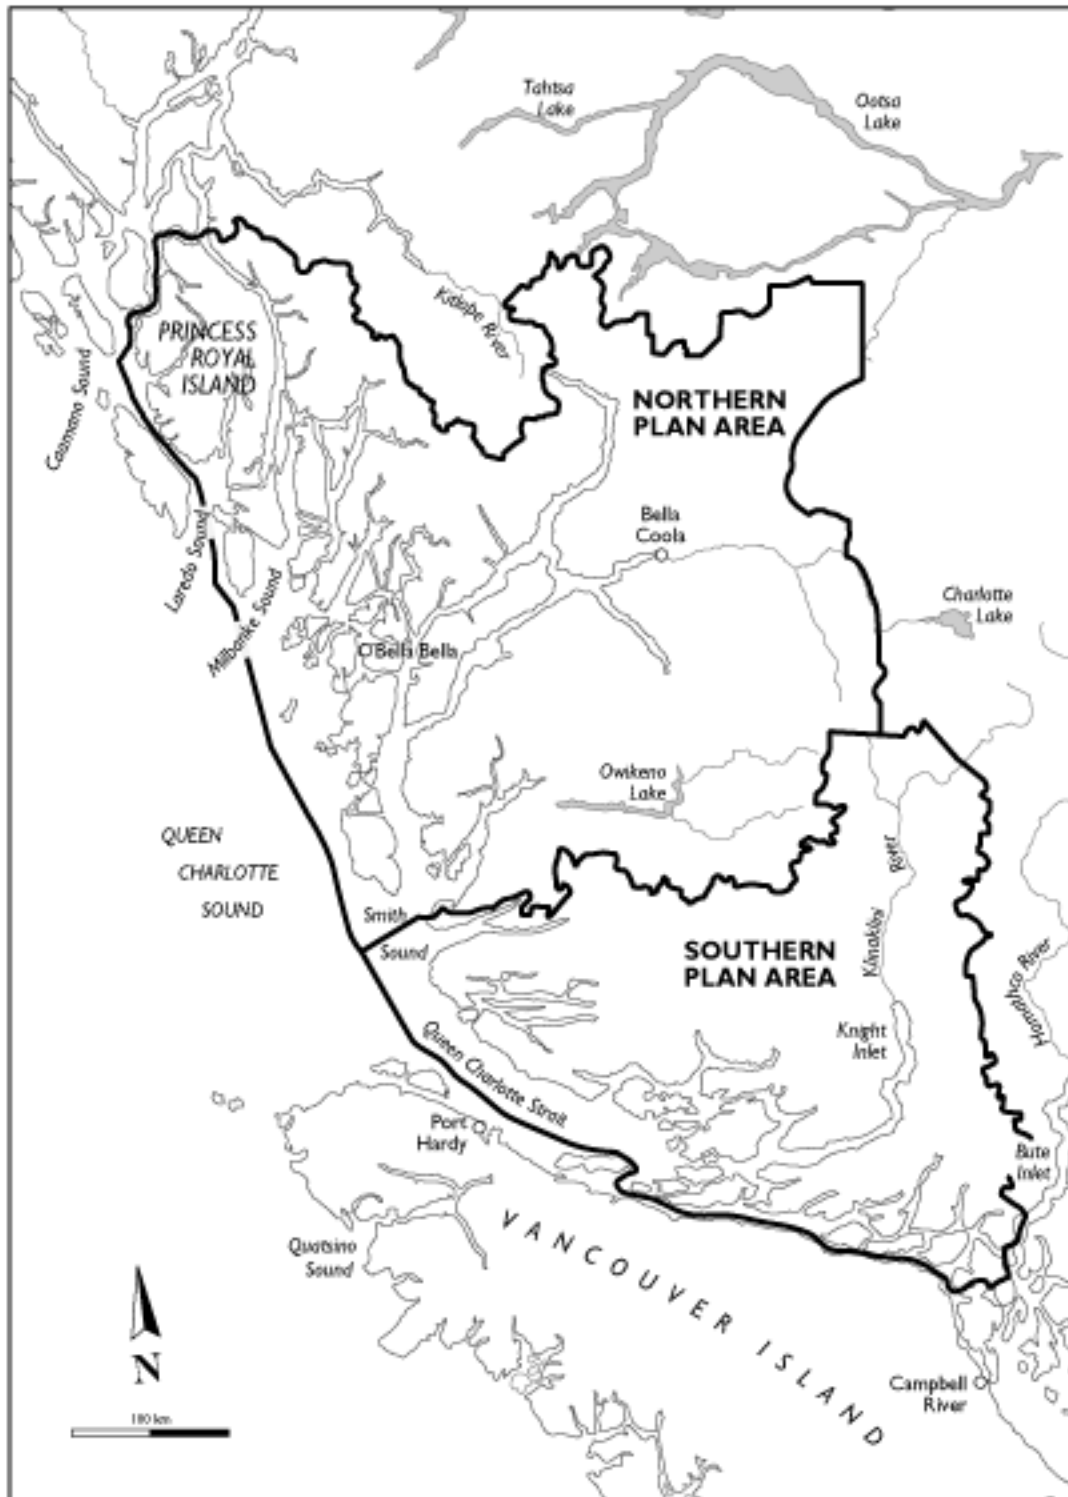 Tahtsa
Lake
Ootsa
Lake
Kitlope River
PRINCESS
ROYAL
ISLAND
Caamano Sound
NORTHERN
PLAN AREA
Bella
Coola
Laredo Sound
Milbanke Sound
Charlotte
Lake
Bella Bella
Owikeno
Lake
QUEEN
CHARLOTTE
SOUND
River
Klinaklini
Smith
Sound
SOUTHERN
PLAN AREA
Homathco River
Knight
Inlet
Queen Charlotte Strait
Port
Hardy
Bute
Inlet
Quatsino
Sound
VANCOUVER ISLAND
N
Campbell
River
100 km